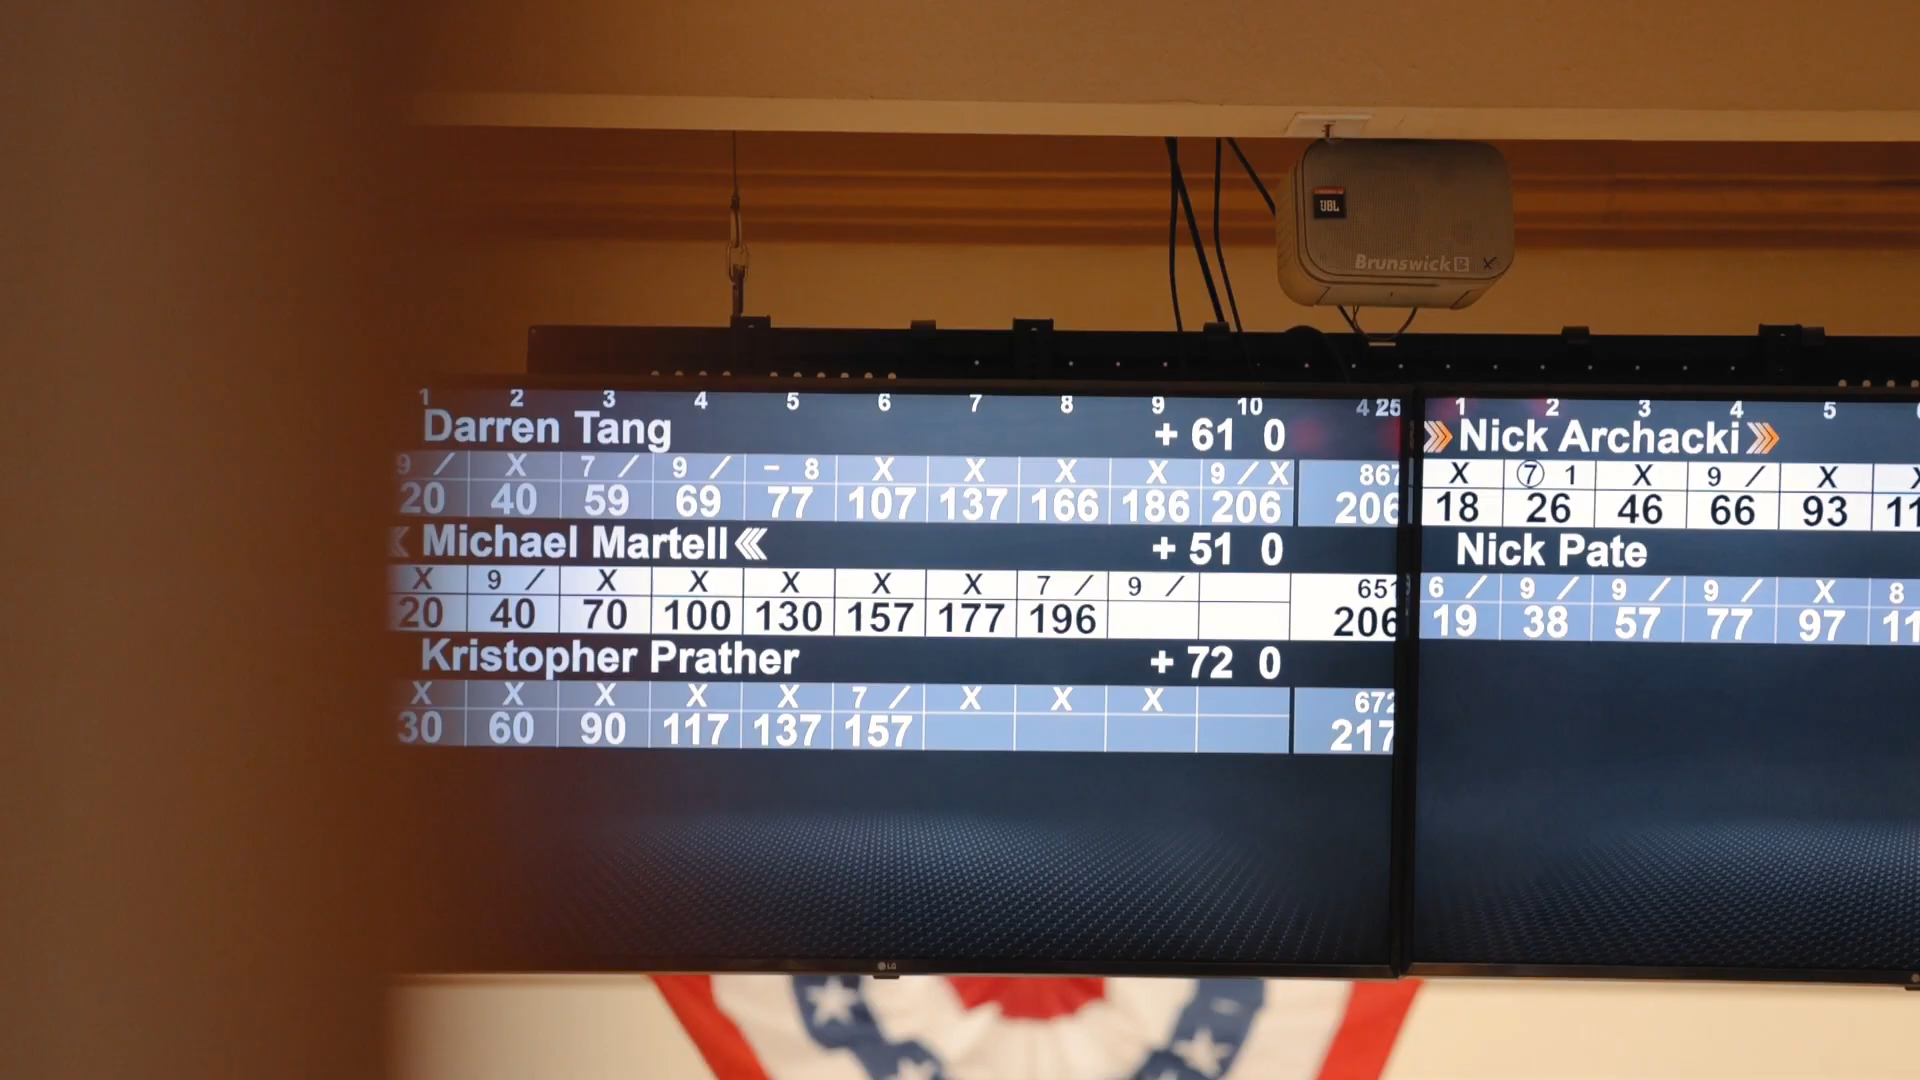 JBL
Brunswick
1 2 3 4 5 6 7 8 9 10 4 25
Darren Tang + 61 0
9 / X 7 / 9 / – 8 X X X X 9 / X 867
20 40 59 69 77 107 137 166 186 206 206
Michael Martell + 51 0
X 9 / X X X X X 7 / 9 / 651
20 40 70 100 130 157 177 196 206
Kristopher Prather + 72 0
X X X X X 7 / X X X 672
30 60 90 117 137 157 217
LG
1 2 3 4 5
Nick Archacki
X 7 1 X 9 / X
18 26 46 66 93 11
Nick Pate
6 / 9 / 9 / 9 / X 8
19 38 57 77 97 11